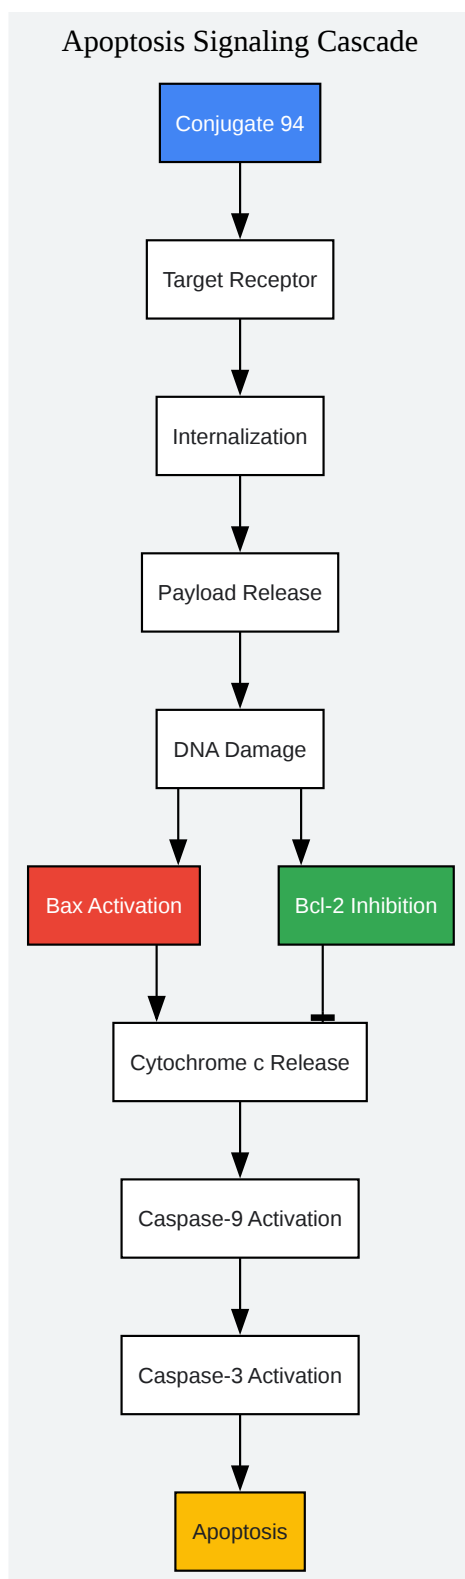 Apoptosis Signaling Cascade
Conjugate 94
Target Receptor
Internalization
Payload Release
DNA Damage
Bax Activation
Bcl-2 Inhibition
Cytochrome c Release
Caspase-9 Activation
Caspase-3 Activation
Apoptosis